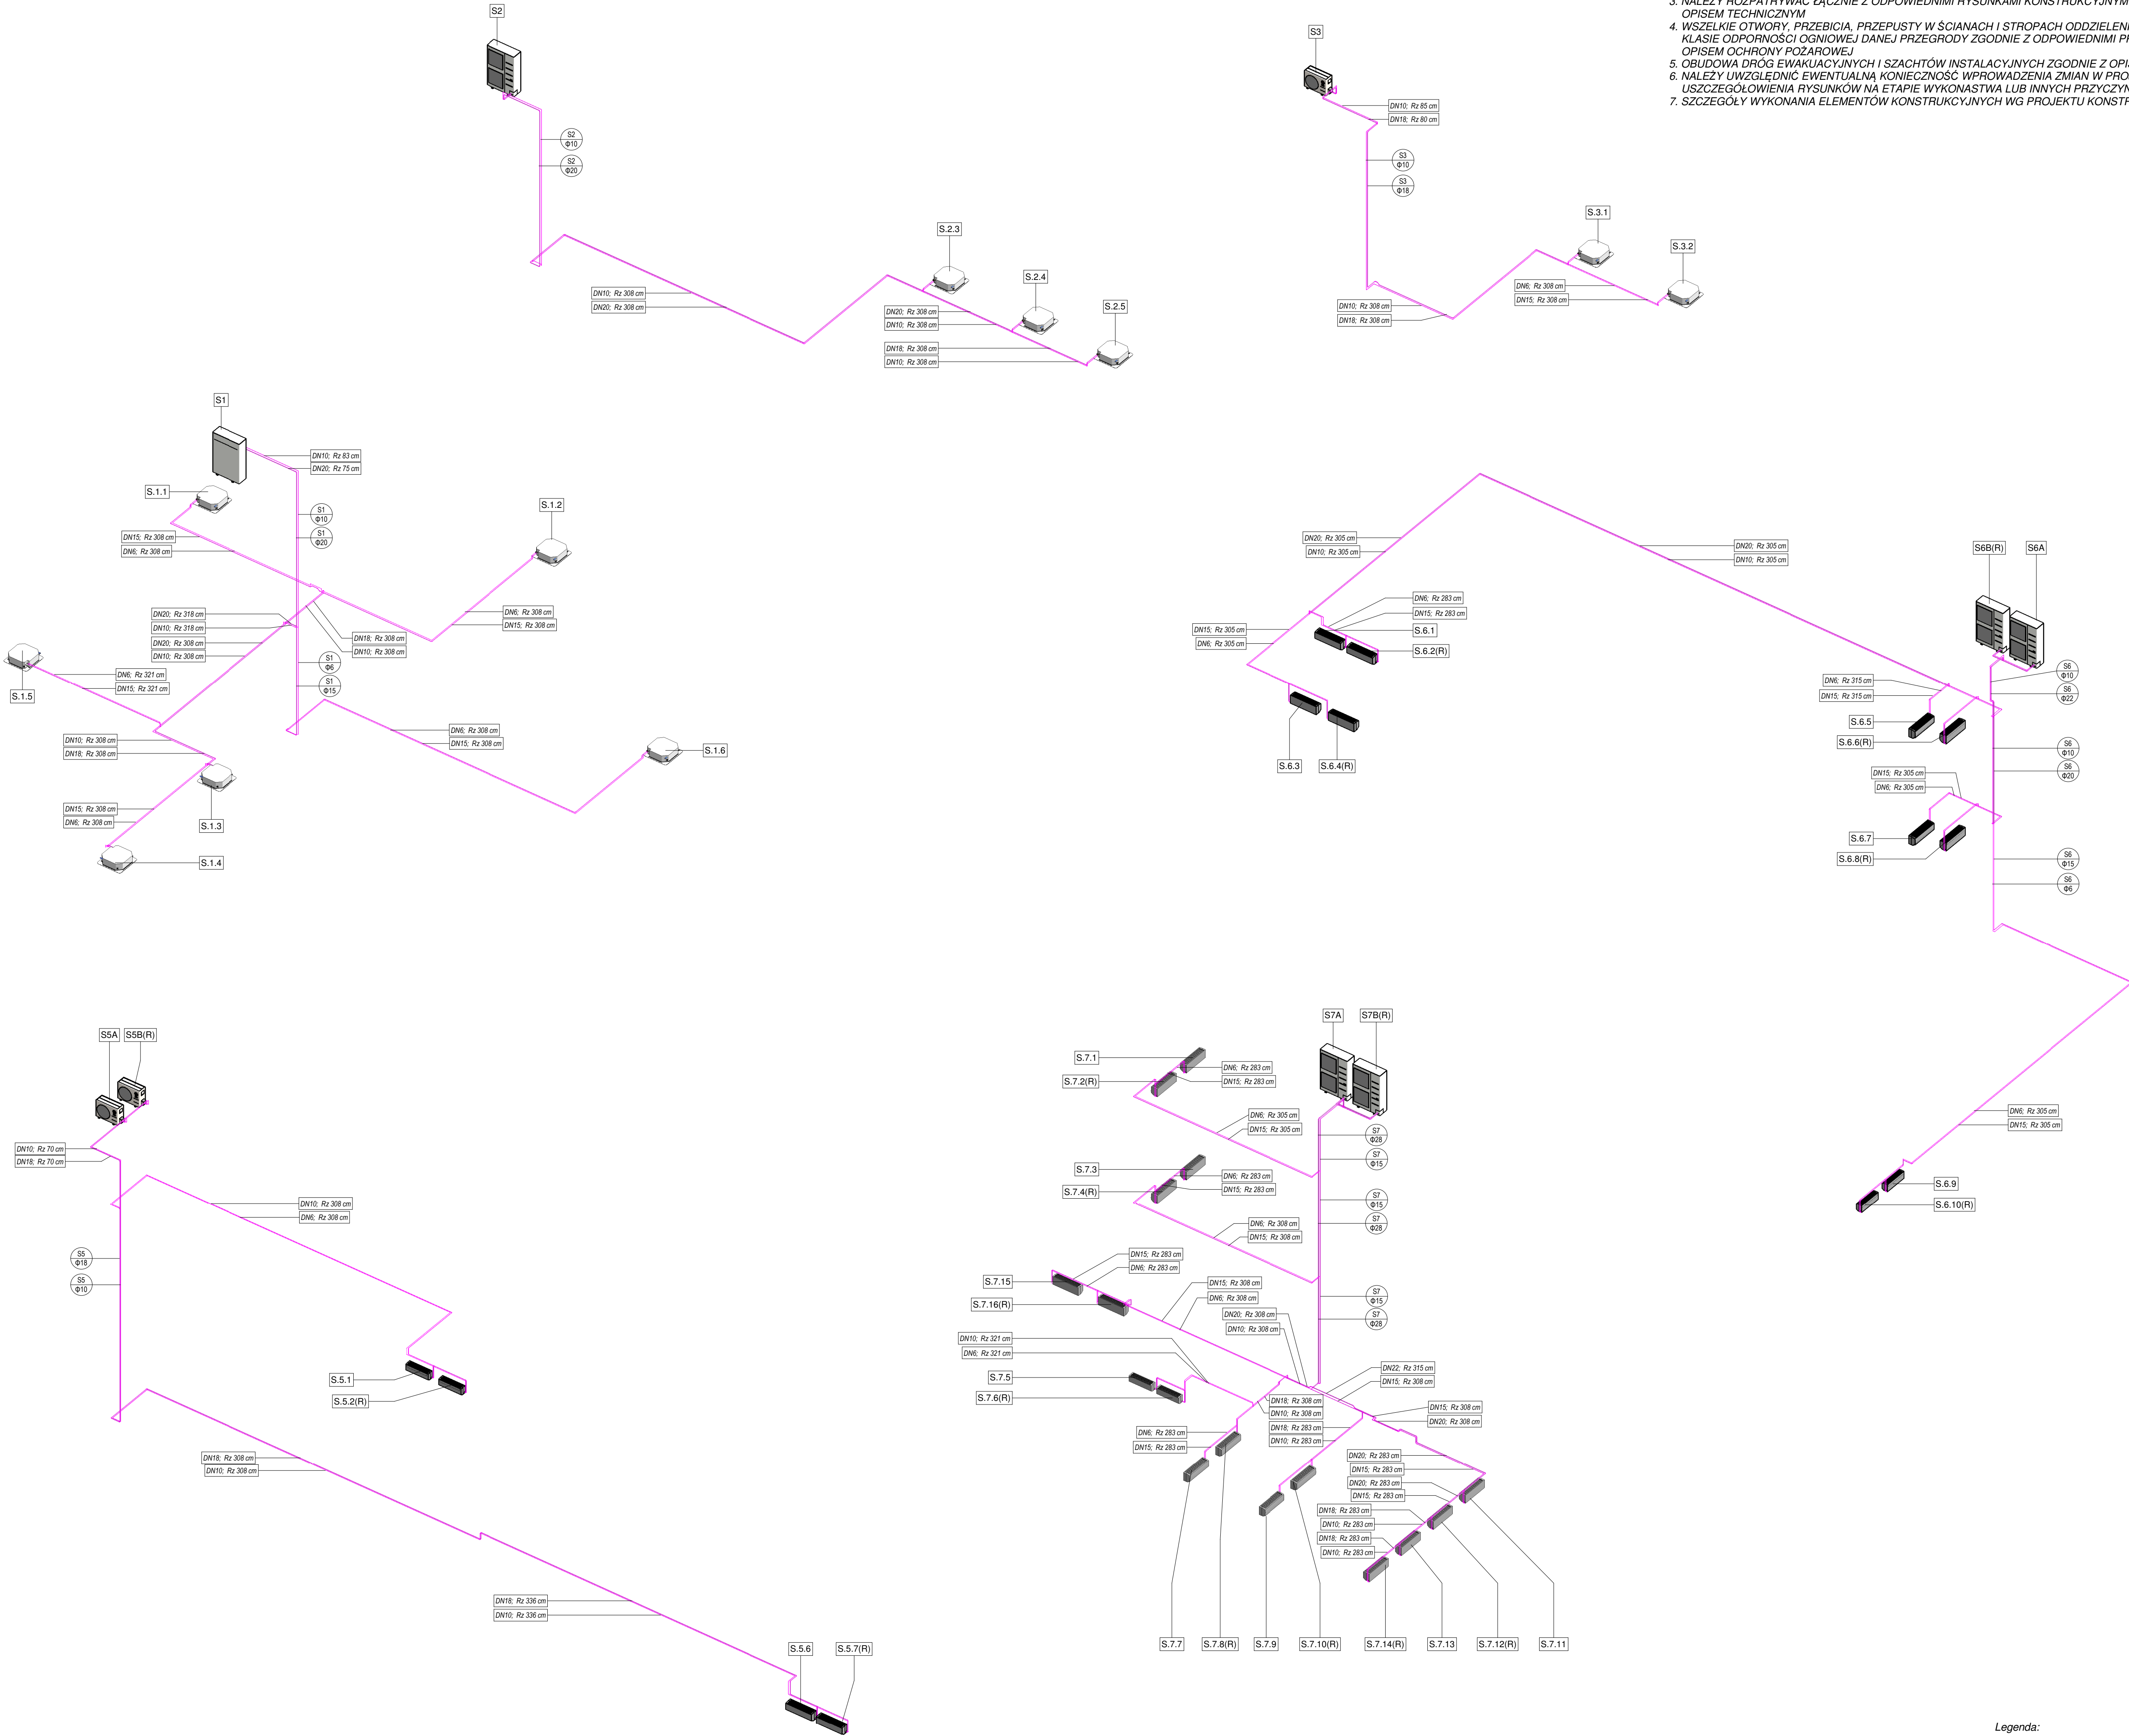 3. NALEŻY ROZPATRYWAĆ ŁĄCZNIE Z ODPOWIEDNIMI RYSUNKAMI KONSTRUKCYJNYM
OPISEM TECHNICZNYM
4. WSZELKIE OTWORY, PRZEBICIA, PRZEPUSTY W ŚCIANACH I STROPACH ODDZIELEN
KLASIE ODPORNOŚCI OGNIOWEJ DANEJ PRZEGRODY ZGODNIE Z ODPOWIEDNIMI
OPISEM OCHRONY POŻAROWEJ
5. OBUDOWA DRÓG EWAKUACYJNYCH I SZACHTÓW INSTALACYJNYCH ZGODNIE Z OPI
6. NALEŻY UWZGLĘDNIĆ EWENTUALNĄ KONIECZNOŚĆ WPROWADZENIA ZMIAN W PRO
USZCZEGÓŁOWIENIA RYSUNKÓW NA ETAPIE WYKONASTWA LUB INNYCH PRZYCZYN
7. SZCZEGÓŁY WYKONANIA ELEMENTÓW KONSTRUKCYJNYCH WG PROJEKTU KONST
S2
S2
Φ10
S2
Φ20
DN10; Rz 308 cm
DN20; Rz 308 cm
S.2.3
S.2.4
S.2.5
DN20; Rz 308 cm
DN10; Rz 308 cm
DN18; Rz 308 cm
DN10; Rz 308 cm
S3
DN10; Rz 85 cm
DN18; Rz 80 cm
S3
Φ10
S3
Φ18
S.3.1
S.3.2
DN6; Rz 308 cm
DN15; Rz 308 cm
DN10; Rz 308 cm
DN18; Rz 308 cm
S1
DN10; Rz 83 cm
DN20; Rz 75 cm
S.1.1
S1
Φ10
S1
Φ20
S.1.2
DN15; Rz 308 cm
DN6; Rz 308 cm
DN20; Rz 318 cm
DN10; Rz 318 cm
DN20; Rz 308 cm
DN10; Rz 308 cm
DN6; Rz 308 cm
DN15; Rz 308 cm
DN18; Rz 308 cm
DN10; Rz 308 cm
S1
Φ6
S1
Φ15
S.1.5
DN6; Rz 321 cm
DN15; Rz 321 cm
DN10; Rz 308 cm
DN18; Rz 308 cm
DN6; Rz 308 cm
DN15; Rz 308 cm
S.1.6
DN15; Rz 308 cm
DN6; Rz 308 cm
S.1.3
S.1.4
DN20; Rz 305 cm
DN10; Rz 305 cm
DN20; Rz 305 cm
DN10; Rz 305 cm
S6B(R)
S6A
DN6; Rz 283 cm
DN15; Rz 283 cm
S.6.1
S.6.2(R)
DN15; Rz 305 cm
DN6; Rz 305 cm
S.6.3
S.6.4(R)
S6
Φ10
S6
Φ22
DN6; Rz 315 cm
DN15; Rz 315 cm
S.6.5
S.6.6(R)
S6
Φ10
S6
Φ20
DN15; Rz 305 cm
DN6; Rz 305 cm
S.6.7
S.6.8(R)
S6
Φ15
S6
Φ6
DN6; Rz 305 cm
DN15; Rz 305 cm
S.6.9
S.6.10(R)
S5A
S5B(R)
DN10; Rz 70 cm
DN18; Rz 70 cm
DN10; Rz 308 cm
DN6; Rz 308 cm
S5
Φ18
S5
Φ10
S.5.1
S.5.2(R)
DN18; Rz 308 cm
DN10; Rz 308 cm
DN18; Rz 336 cm
DN10; Rz 336 cm
S.5.6
S.5.7(R)
S7A
S7B(R)
S.7.1
S.7.2(R)
DN6; Rz 283 cm
DN15; Rz 283 cm
DN6; Rz 305 cm
DN15; Rz 305 cm
S7
Φ28
S7
Φ15
S.7.3
S.7.4(R)
DN6; Rz 283 cm
DN15; Rz 283 cm
S7
Φ15
S7
Φ28
DN6; Rz 308 cm
DN15; Rz 308 cm
S.7.15
S.7.16(R)
DN15; Rz 283 cm
DN6; Rz 283 cm
DN15; Rz 308 cm
DN6; Rz 308 cm
DN20; Rz 308 cm
DN10; Rz 308 cm
S7
Φ15
S7
Φ28
DN10; Rz 321 cm
DN6; Rz 321 cm
S.7.5
S.7.6(R)
DN22; Rz 315 cm
DN15; Rz 308 cm
DN18; Rz 308 cm
DN10; Rz 308 cm
DN18; Rz 283 cm
DN10; Rz 283 cm
DN15; Rz 308 cm
DN20; Rz 308 cm
DN6; Rz 283 cm
DN15; Rz 283 cm
DN20; Rz 283 cm
DN15; Rz 283 cm
DN20; Rz 283 cm
DN15; Rz 283 cm
DN18; Rz 283 cm
DN10; Rz 283 cm
DN18; Rz 283 cm
DN10; Rz 283 cm
S.7.7
S.7.8(R)
S.7.9
S.7.10(R)
S.7.14(R)
S.7.13
S.7.12(R)
S.7.11
Legenda: